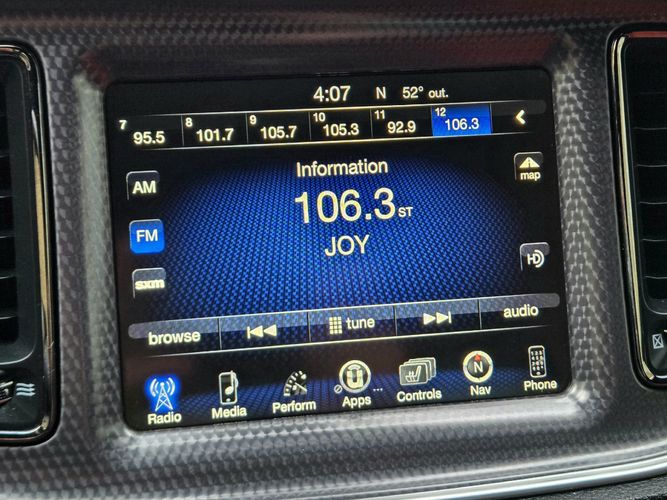 4:07 N 52° out.
7 95.5 8 101.7 9 105.7 10 105.3 11 92.9 12 106.3
Information
AM 106.3 ST map
FM JOY
sxm HD
browse tune audio
Radio Media Perform Apps ... Controls N Nav Phone